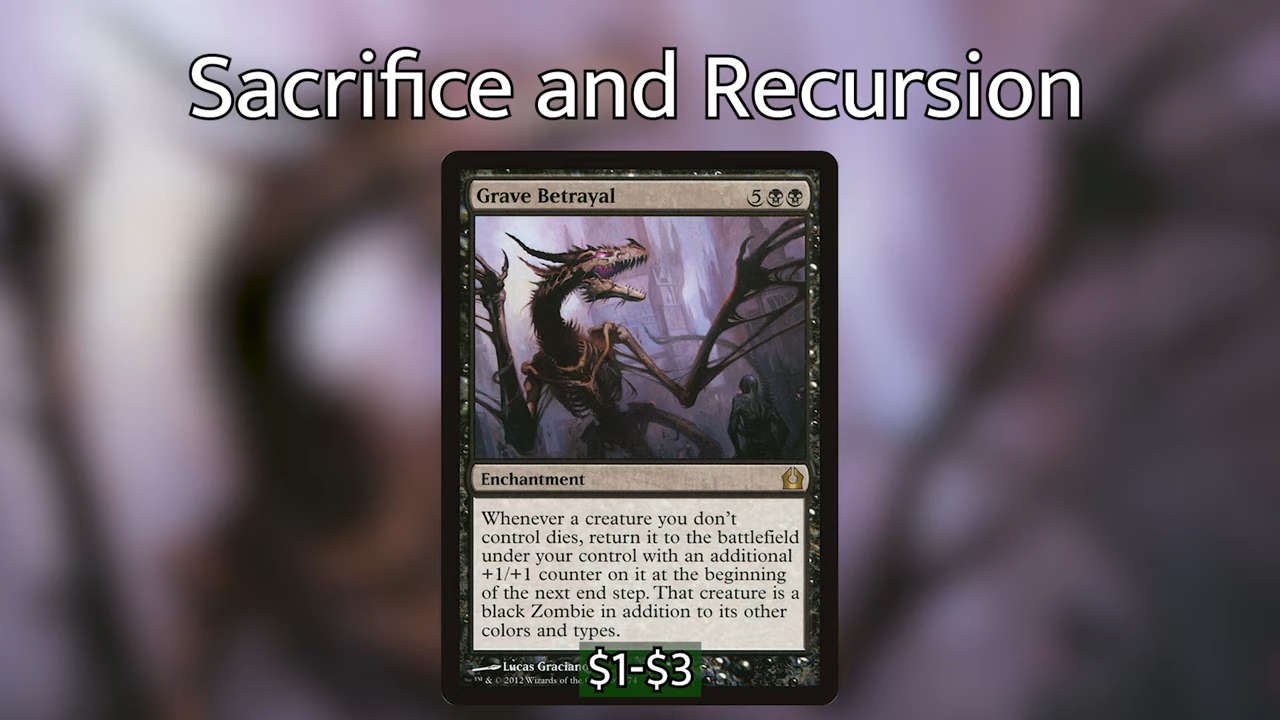 Sacrifice and Recursion
Grave Betrayal 5
Enchantment
Whenever a creature you don't
control dies, return it to the battlefield
under your control with an additional
+1/+1 counter on it at the beginning
of the next end step. That creature is a
black Zombie in addition to its other
colors and types.
Lucas Graciano
$1-$3
™ & © 2012 Wizards of the